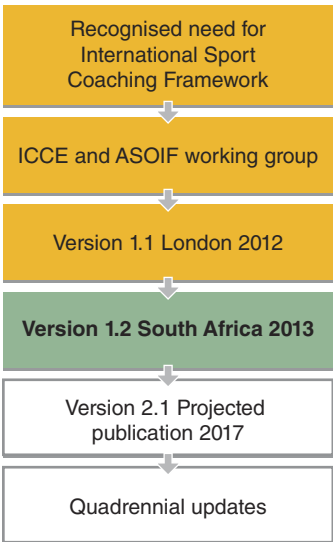 Recognised need for
International Sport
Coaching Framework
ICCE and ASOIF working group
Version 1.1 London 2012
Version 1.2 South Africa 2013
Version 2.1 Projected
publication 2017
Quadrennial updates